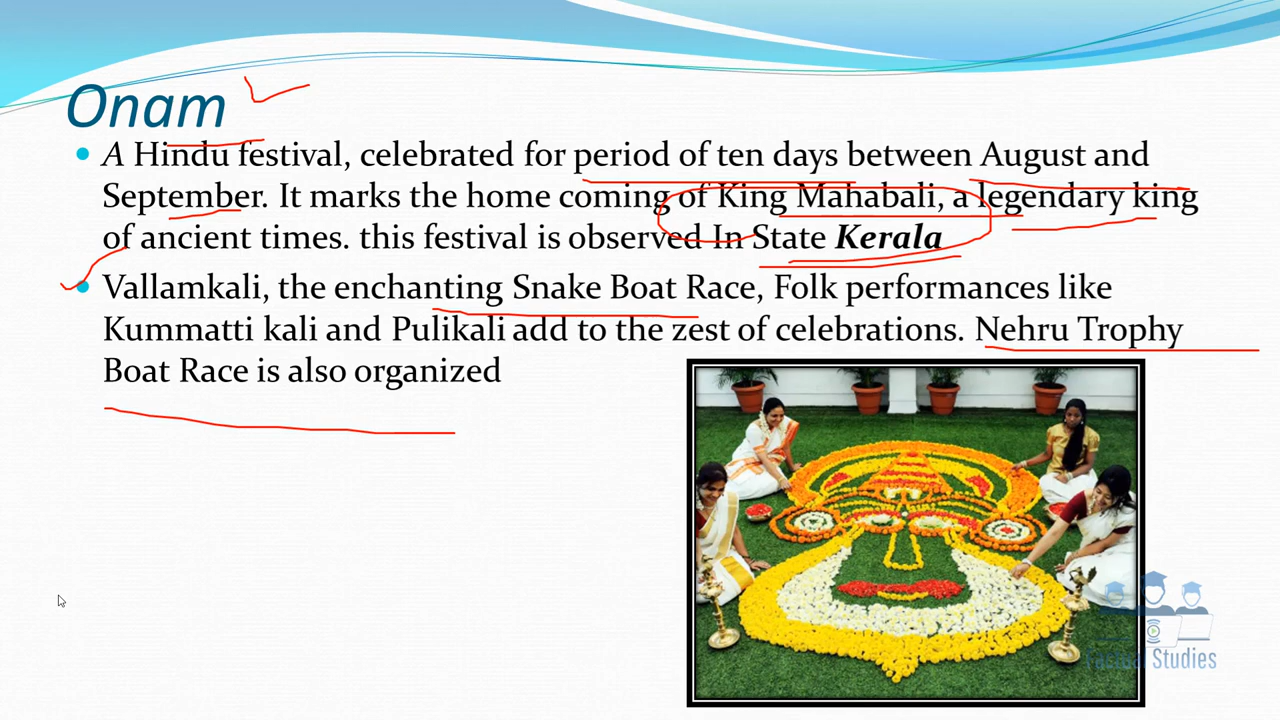 Onam
A Hindu festival, celebrated for period of ten days between August and
September. It marks the home coming of King Mahabali, a legendary king
of ancient times. this festival is observed In State Kerala
Vallamkali, the enchanting Snake Boat Race, Folk performances like
Kummatti kali and Pulikali add to the zest of celebrations. Nehru Trophy
Boat Race is also organized
Factual Studies